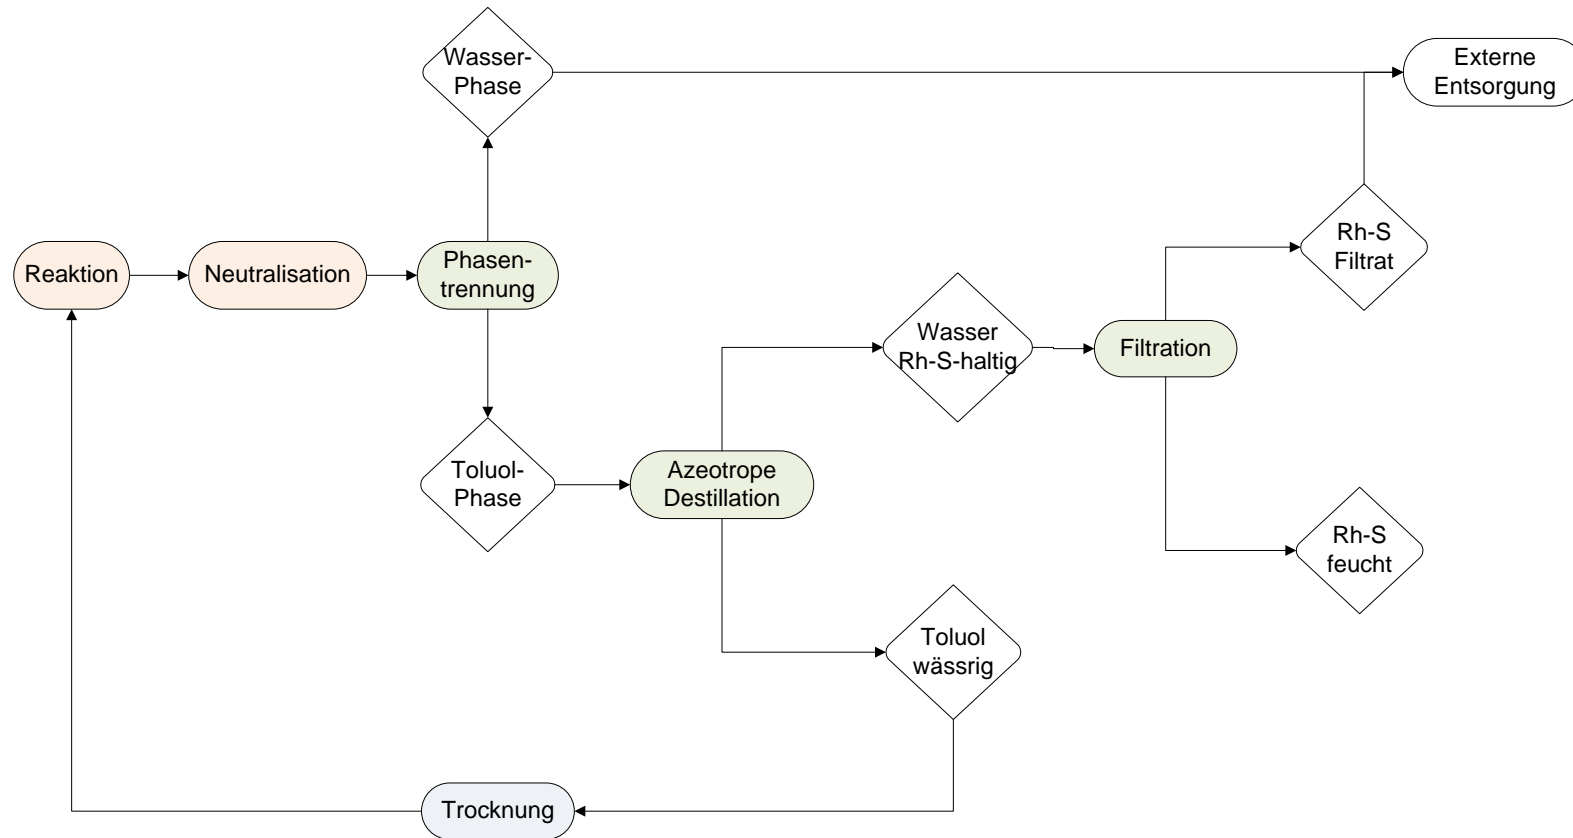 Wasser-
Phase
Externe
Entsorgung
Reaktion
Neutralisation
Phasen-
trennung
Rh-S
Filtrat
Wasser
Rh-S-haltig
Filtration
Toluol-
Phase
Azeotrope
Destillation
Rh-S
feucht
Toluol
wässrig
Trocknung